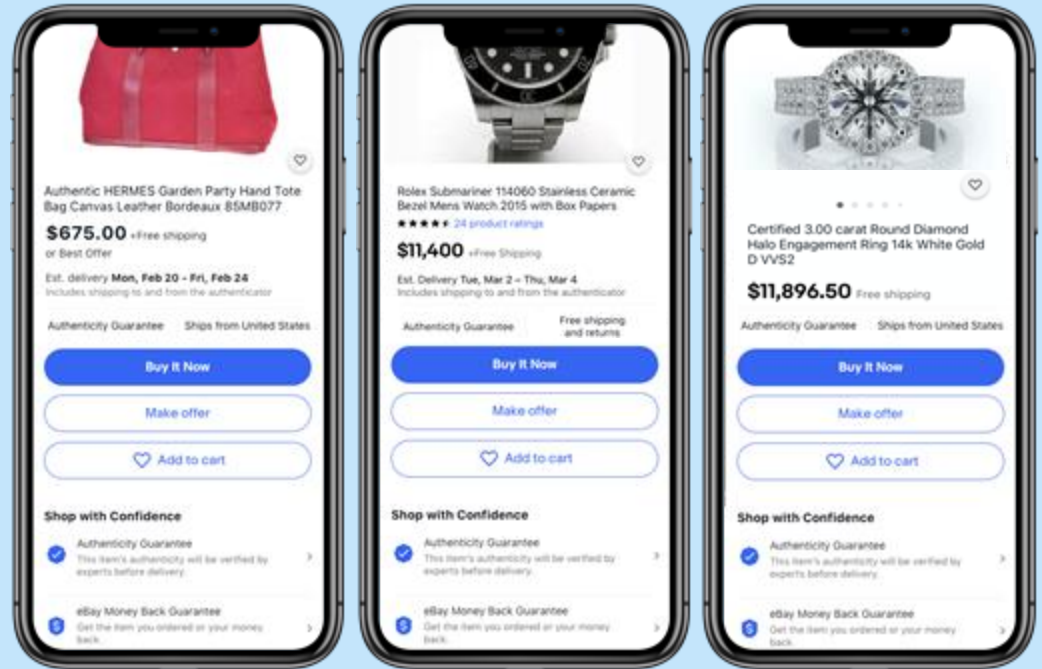 Authentic HERMES Garden Party Hand Tote
Bag Canvas Leather Bordeaux 85MB077
$675.00 +Free shipping
or Best Offer
Est. delivery Mon, Feb 20 - Fri, Feb 24
Includes shipping to and from the authenticator
Authenticity Guarantee Ships from United States
Buy It Now
Make offer
Add to cart
Shop with Confidence
Authenticity Guarantee
This item's authenticity will be verified by
experts before delivery.
eBay Money Back Guarantee
Get the item you ordered or your money
back.
Rolex Submariner 114060 Stainless Ceramic
Bezel Mens Watch 2015 with Box Papers
24 product ratings
$11,400 +Free Shipping
Est. Delivery Tue, Mar 2 - Thu, Mar 4
Includes shipping to and from the authenticator
Authenticity Guarantee
Free shipping
and returns
Buy It Now
Make offer
Add to cart
Shop with Confidence
Authenticity Guarantee
This item's authenticity will be verified by
experts before delivery.
eBay Money Back Guarantee
Get the item you ordered or your money
back.
Certified 3.00 carat Round Diamond
Halo Engagement Ring 14k White Gold
D VVS2
$11,896.50 Free shipping
Authenticity Guarantee Ships from United States
Buy It Now
Make offer
Add to cart
Shop with Confidence
Authenticity Guarantee
This item's authenticity will be verified by
experts before delivery.
eBay Money Back Guarantee
Get the item you ordered or your money
back.